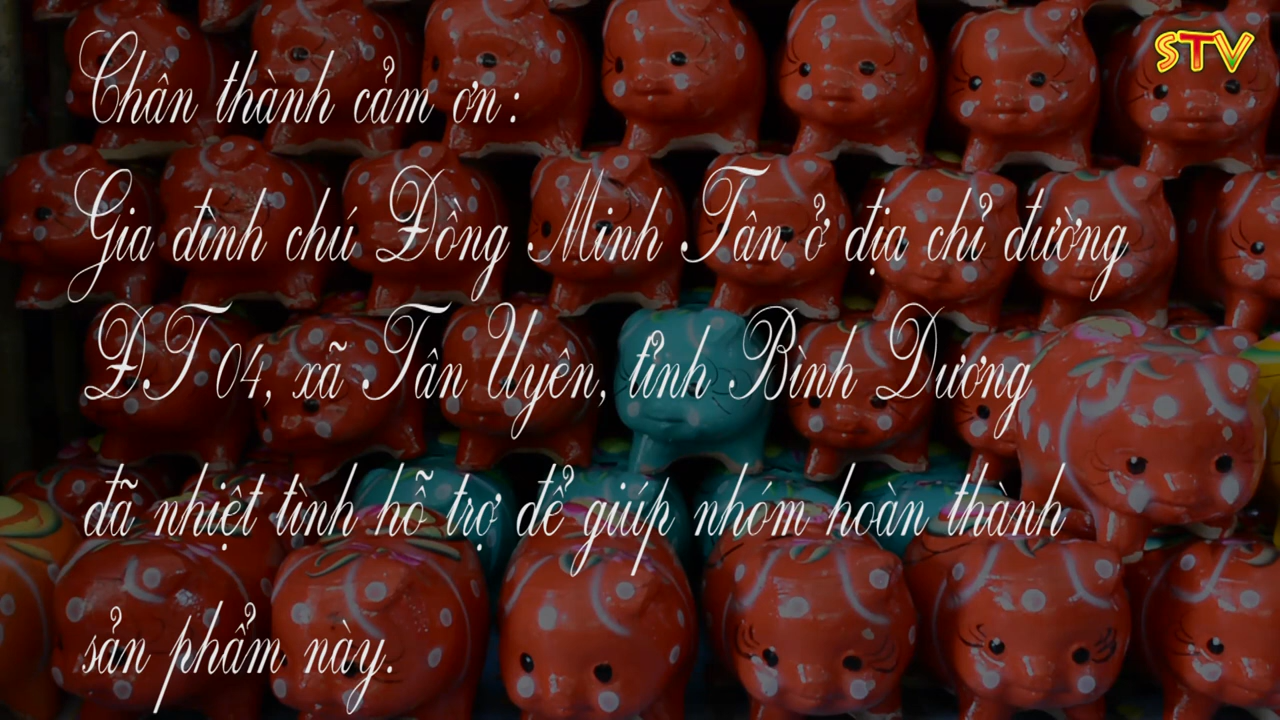 STV
Chân thành cảm ơn:
Gia đình chú Đồng Minh Tân ở địa chỉ đường
ĐT 04, xã Tân Uyên, tỉnh Bình Dương
đã nhiệt tình hỗ trợ để giúp nhóm hoàn thành
sản phẩm này.